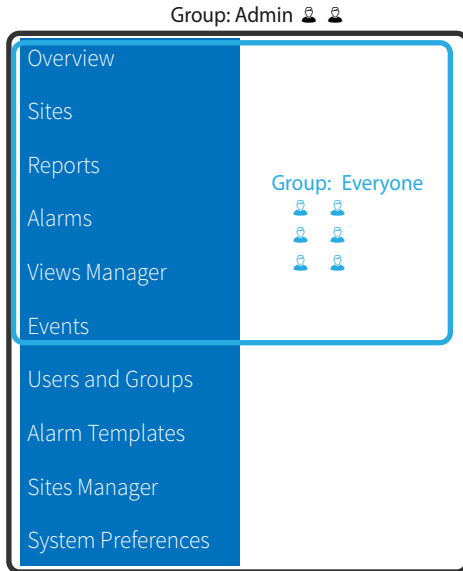 Group: Admin
Overview
Sites
Reports
Group: Everyone
Alarms
Views Manager
Events
Users and Groups
Alarm Templates
Sites Manager
System Preferences